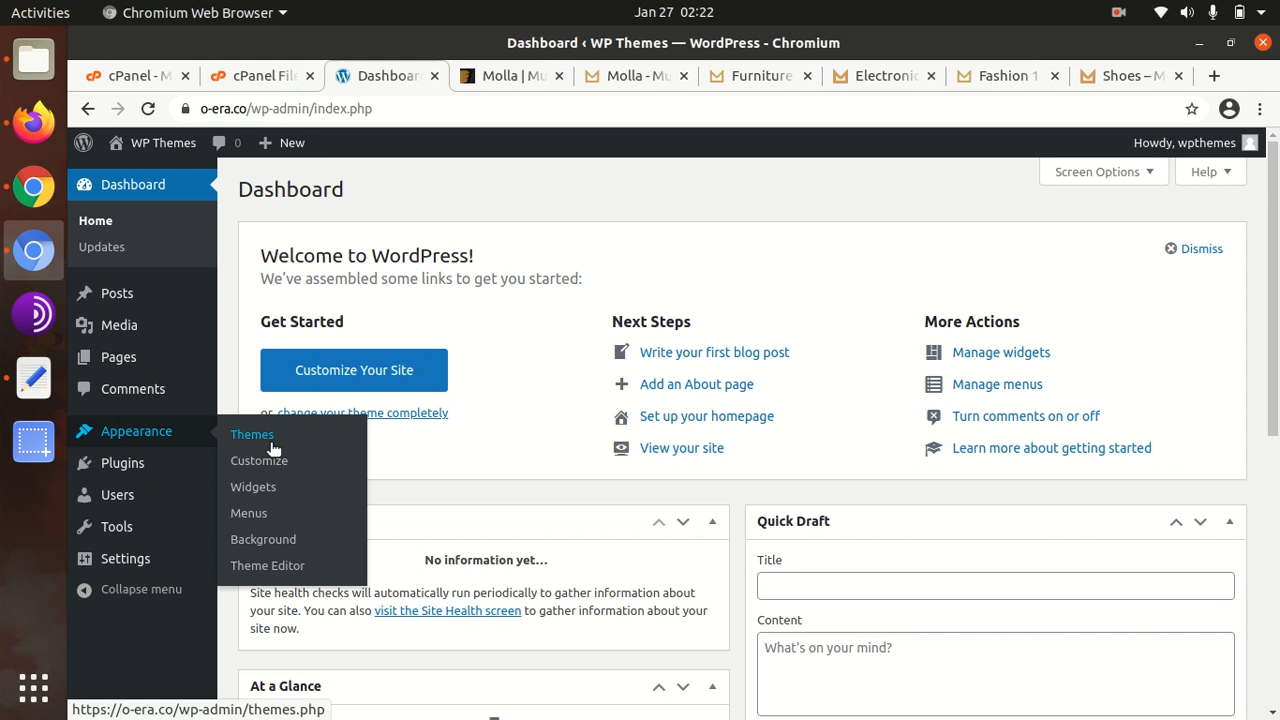 Activities
Chromium Web Browser
Jan 27 02:22
Dashboard ‹ WP Themes — WordPress - Chromium
cPanel - M
cPanel File
Dashboar
Molla | Mu
Molla - Mu
Furniture
Electronic
Fashion 1
Shoes – M
o-era.co/wp-admin/index.php
WP Themes
0
New
Howdy, wpthemes
Dashboard
Home
Updates
Posts
Media
Pages
Comments
Appearance
Plugins
Users
Tools
Settings
Collapse menu
Themes
Customize
Widgets
Menus
Background
Theme Editor
Dashboard
Screen Options
Help
Welcome to WordPress!
We've assembled some links to get you started:
Dismiss
Get Started
Customize Your Site
or change your theme completely
Next Steps
Write your first blog post
Add an About page
Set up your homepage
View your site
More Actions
Manage widgets
Manage menus
Turn comments on or off
Learn more about getting started
No information yet...
Site health checks will automatically run periodically to gather information about
your site. You can also visit the Site Health screen to gather information about your
site now.
At a Glance
Quick Draft
Title
Content
What's on your mind?
https://o-era.co/wp-admin/themes.php